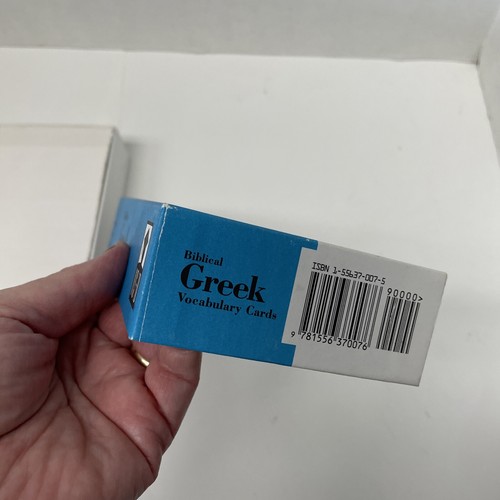 Biblical
Greek
Vocabulary Cards
ISBN 1-55637-007-5
90000>
9 781556 370076